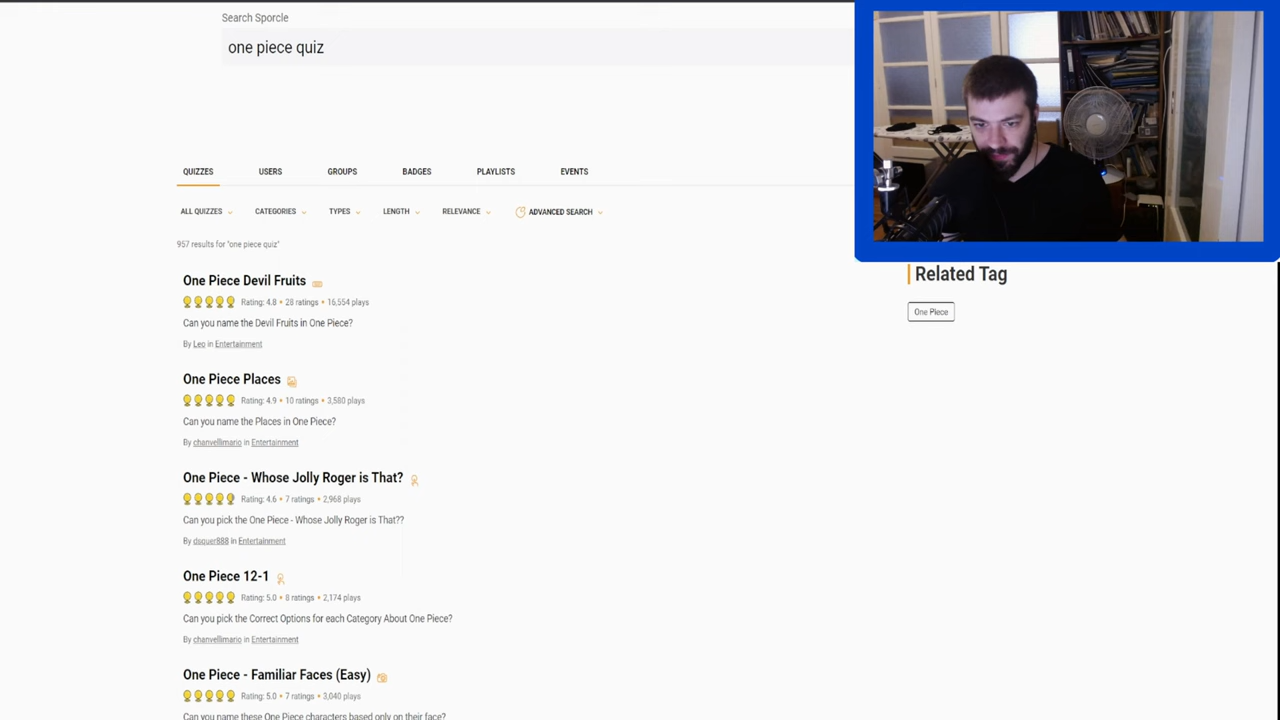 Search Sporcle
one piece quiz
QUIZZES USERS GROUPS BADGES PLAYLISTS EVENTS
ALL QUIZZES CATEGORIES TYPES LENGTH RELEVANCE ADVANCED SEARCH
957 results for "one piece quiz"
One Piece Devil Fruits
Rating: 4.8 • 28 ratings • 16,554 plays
Can you name the Devil Fruits in One Piece?
By Leo in Entertainment
One Piece Places
Rating: 4.9 • 10 ratings • 3,580 plays
Can you name the Places in One Piece?
By chanvellimario in Entertainment
One Piece - Whose Jolly Roger is That?
Rating: 4.6 • 7 ratings • 2,968 plays
Can you pick the One Piece - Whose Jolly Roger is That??
By dsquer888 in Entertainment
One Piece 12-1
Rating: 5.0 • 8 ratings • 2,174 plays
Can you pick the Correct Options for each Category About One Piece?
By chanvellimario in Entertainment
One Piece - Familiar Faces (Easy)
Rating: 5.0 • 7 ratings • 3,040 plays
Can you name these One Piece characters based only on their face?
Related Tag
One Piece